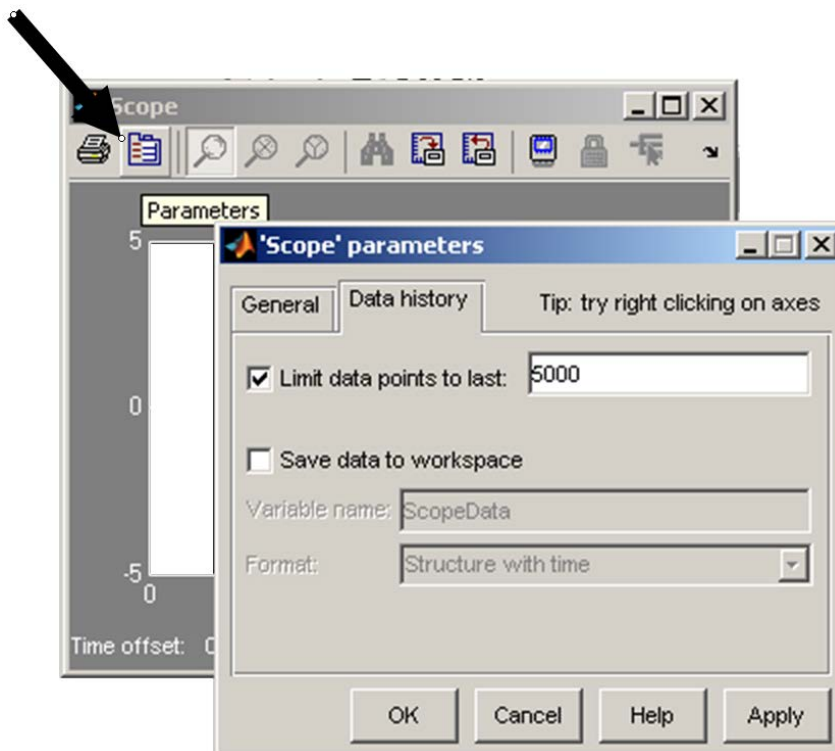 Scope
Parameters
5
0
-5
0
Time offset:
'Scope' parameters
General
Data history
Tip: try right clicking on axes
Limit data points to last:
5000
Save data to workspace
Variable name:
ScopeData
Format:
Structure with time
OK
Cancel
Help
Apply